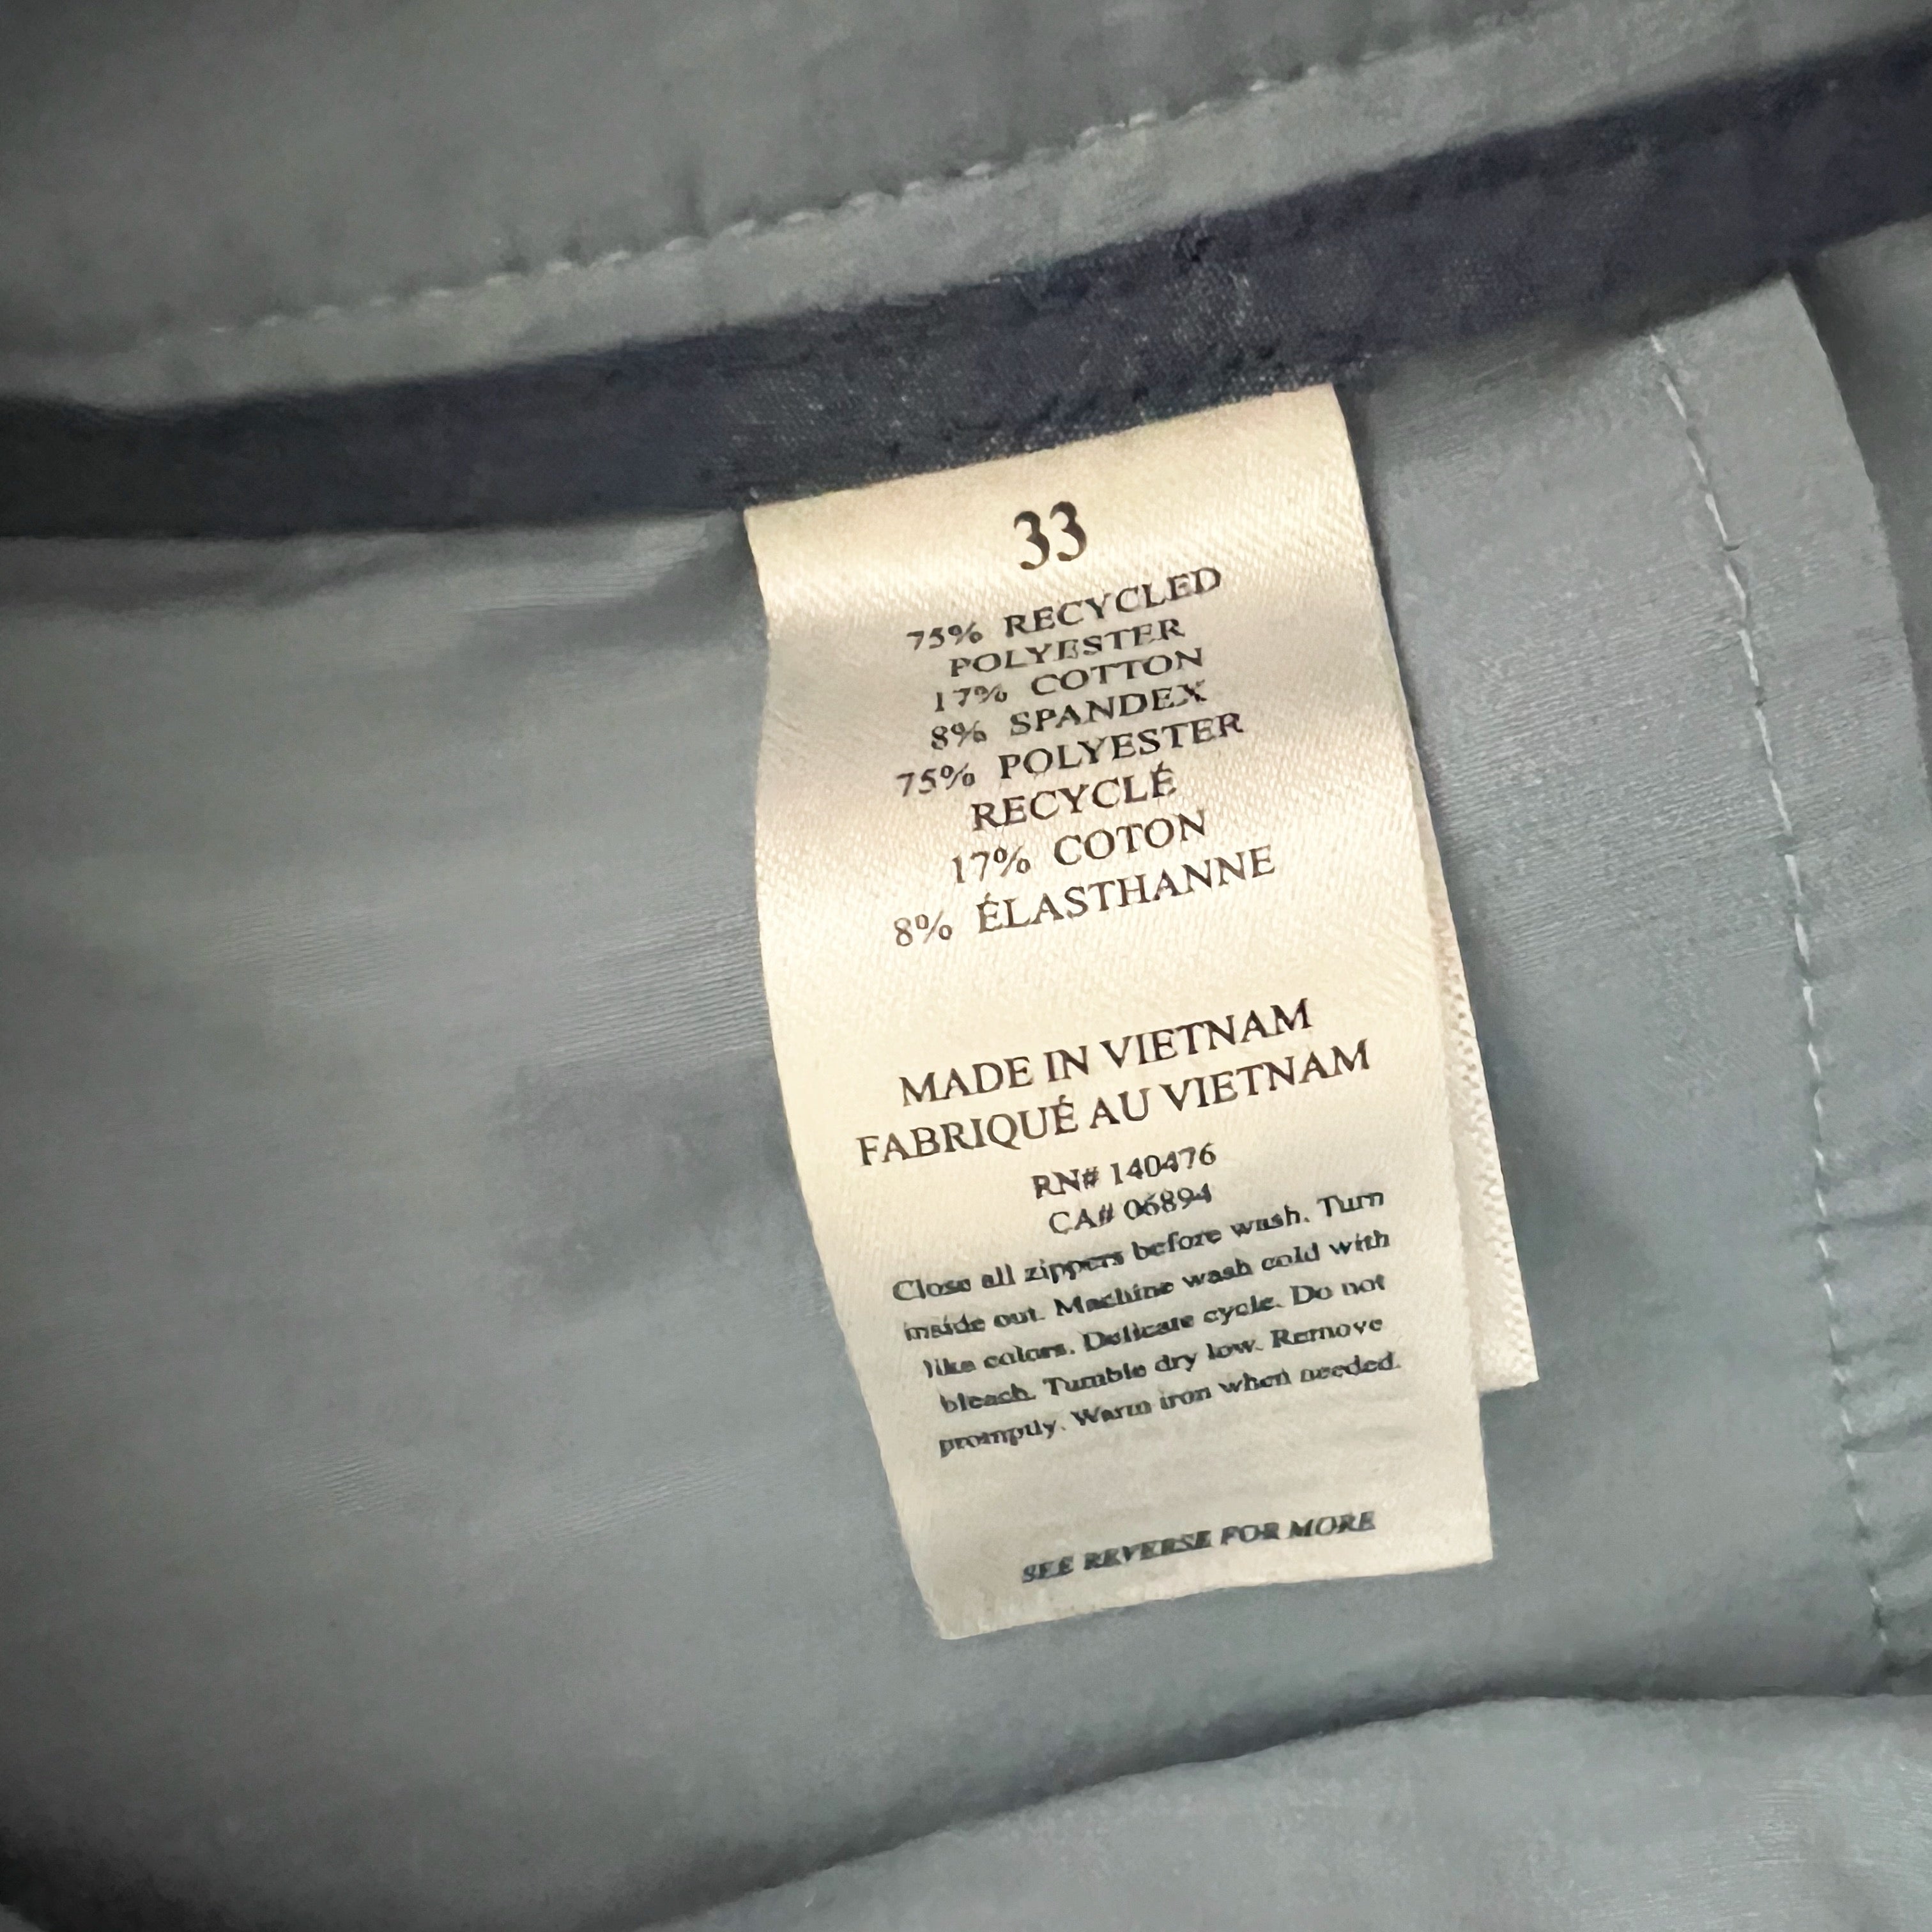 33
75% RECYCLED
POLYESTER
17% COTTON
8% SPANDEX
75% POLYESTER
RECYCLÉ
17% COTON
8% ÉLASTHANNE
MADE IN VIETNAM
FABRIQUÉ AU VIETNAM
RN# 140476
CA# 06894
Close all zippers before wash. Turn
inside out. Machine wash cold with
like colors. Delicate cycle. Do not
bleach. Tumble dry low. Remove
promptly. Warm iron when needed.
SEE REVERSE FOR MORE